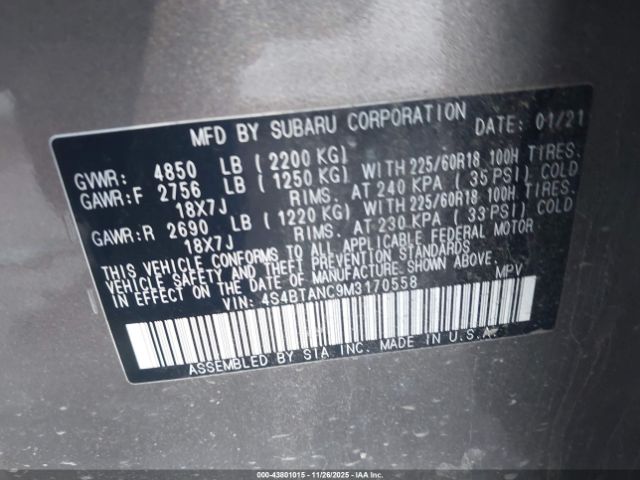 MFD BY SUBARU CORPORATION DATE: 01/21
GVWR: 4850 LB (2200 KG)
GAWR:F 2756 LB (1250 KG) WITH 225/60R18 100H TIRES.
18X7J RIMS. AT 240 KPA (35 PSI) COLD
GAWR:R 2690 LB (1220 KG) WITH 225/60R18 100H TIRES.
18X7J RIMS. AT 230 KPA (33 PSI) COLD
THIS VEHICLE CONFORMS TO ALL APPLICABLE FEDERAL MOTOR
VEHICLE SAFETY AND THEFT PREVENTION STANDARDS
IN EFFECT ON THE DATE OF MANUFACTURE SHOWN ABOVE.
VIN: 4S4BTANC9M3170558 MPV
ASSEMBLED BY SIA INC. MADE IN U.S.A.
000-43801015 - 11/26/2025 - IAAI.COM